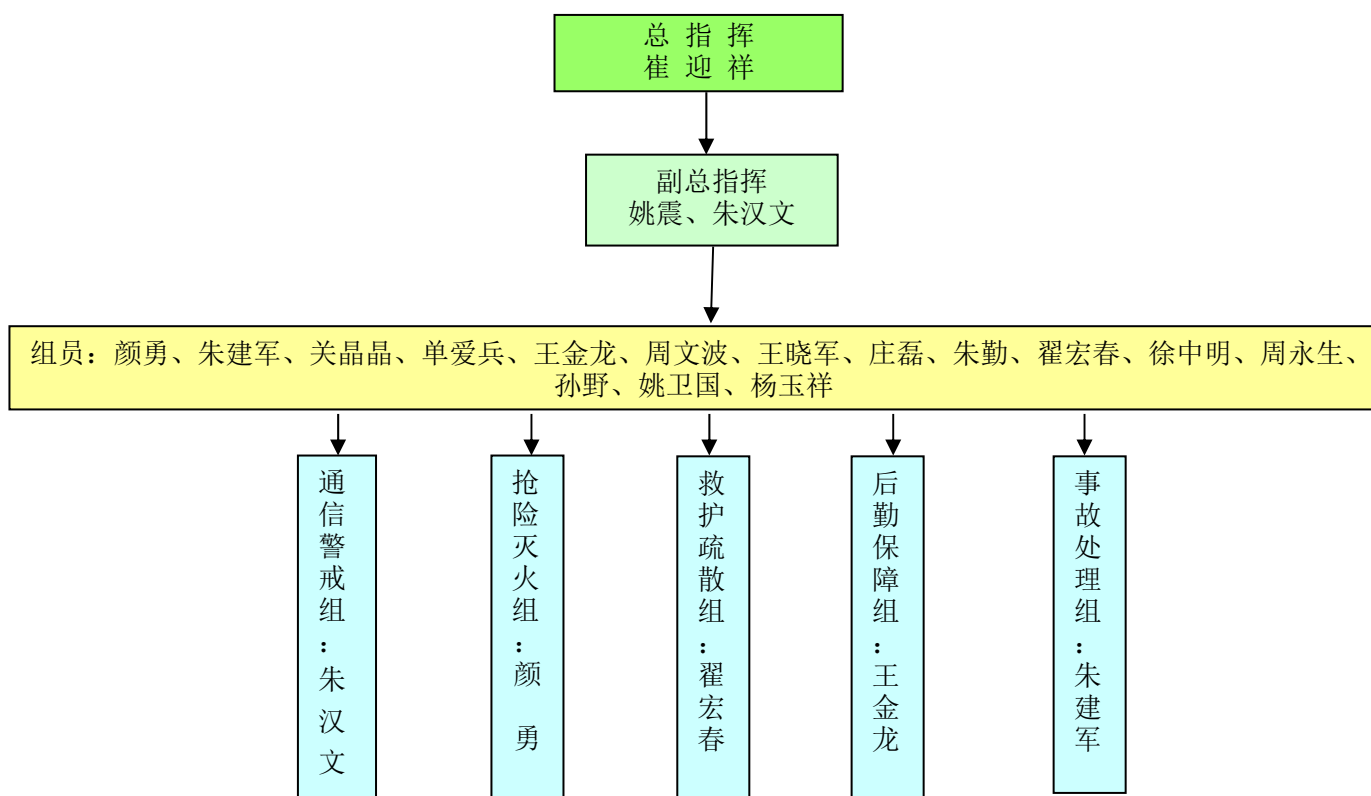 总 指 挥
崔 迎 祥
副总指挥
姚震、朱汉文
组员：颜勇、朱建军、关晶晶、单爱兵、王金龙、周文波、王晓军、庄磊、朱勤、翟宏春、徐中明、周永生、
孙野、姚卫国、杨玉祥
通信警戒组：朱汉文
抢险灭火组：颜 勇
救护疏散组：翟宏春
后勤保障组：王金龙
事故处理组：朱建军